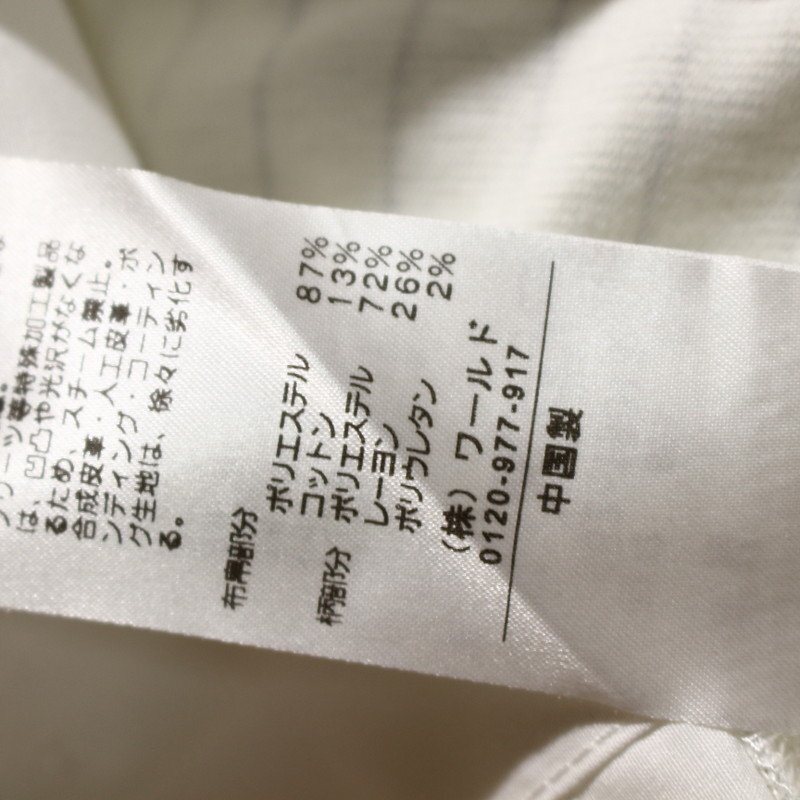 プリーツ等特殊加工製品
は、凹凸や光沢がなくな
るため、スチーム禁止。
合成皮革・人工皮革・ボ
ンディング・コーティン
グ生地は、徐々に劣化す
る。
布帛部分
ポリエステル 87%
コットン 13%
柄部分 ポリエステル 72%
レーヨン 26%
ポリウレタン 2%
(株) ワールド
0120-977-917
中国製